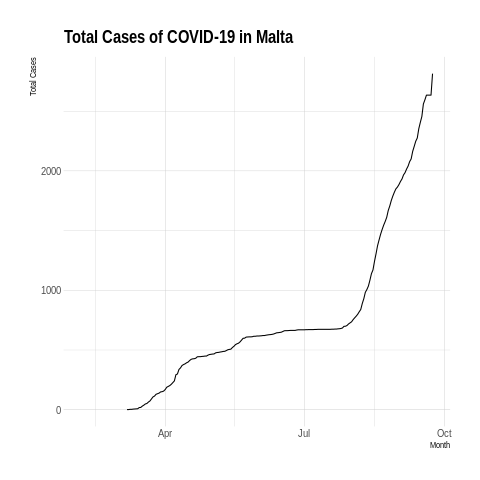 Total Cases of COVID-19 in Malta
Total Cases
2000
1000
0
Apr
Jul
Oct
Month